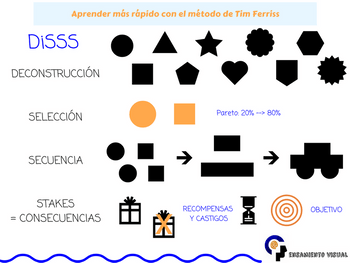 Aprender más rápido con el método de Tim Ferriss
DiSSS
DECONSTRUCCIÓN
SELECCIÓN
Pareto: 20% --> 80%
SECUENCIA
STAKES
= CONSECUENCIAS
RECOMPENSAS
Y CASTIGOS
OBJETIVO
PENSAMIENTO VISUAL